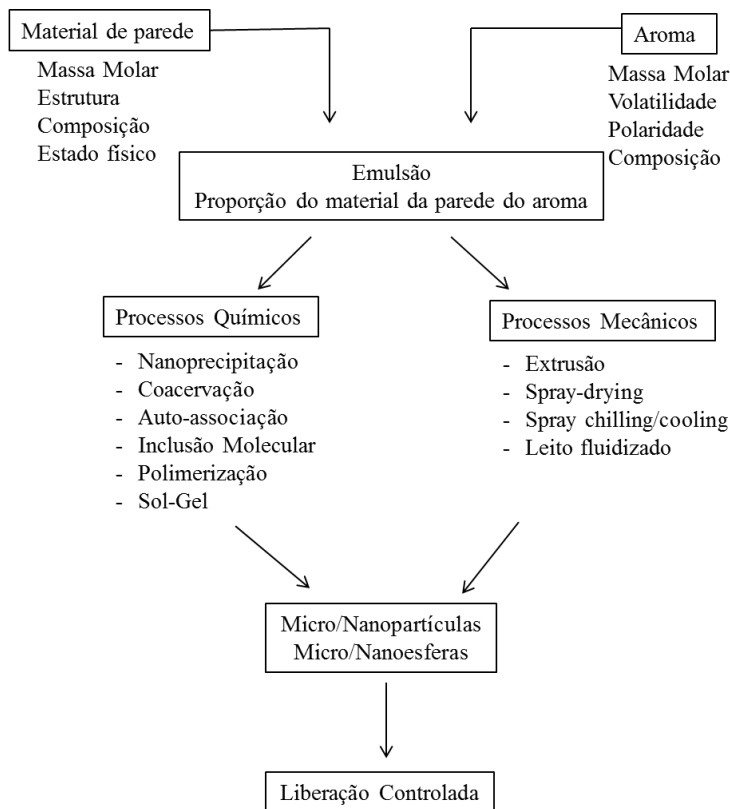 Material de parede
Massa Molar
Estrutura
Composição
Estado físico
Aroma
Massa Molar
Volatilidade
Polaridade
Composição
Emulsão
Proporção do material da parede do aroma
Processos Químicos
- Nanoprecipitação
- Coacervação
- Auto-associação
- Inclusão Molecular
- Polimerização
- Sol-Gel
Processos Mecânicos
- Extrusão
- Spray-drying
- Spray chilling/cooling
- Leito fluidizado
Micro/Nanopartículas
Micro/Nanoesferas
Liberação Controlada